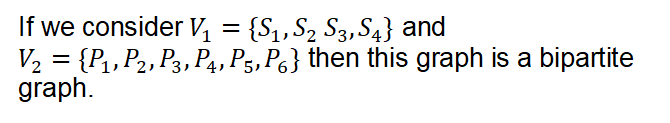 If we consider V₁ = {S₁, S₂ S₃, S₄} and
V₂ = {P₁, P₂, P₃, P₄, P₅, P₆} then this graph is a bipartite
graph.